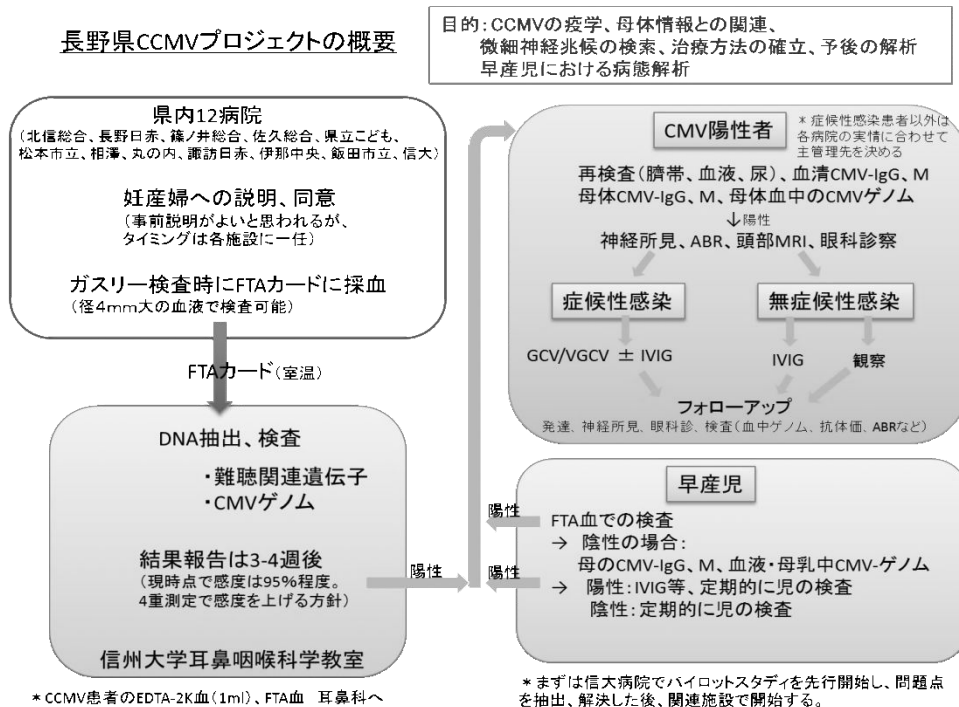 長野県CCMVプロジェクトの概要
目的:CCMVの疫学、母体情報との関連、
微細神経兆候の検索、治療方法の確立、予後の解析
早産児における病態解析
県内12病院
(北信総合、長野日赤、篠ノ井総合、佐久総合、県立こども、
松本市立、相澤、丸の内、諏訪日赤、伊那中央、飯田市立、信大)
妊産婦への説明、同意
(事前説明がよいと思われるが、
タイミングは各施設に一任)
ガスリー検査時にFTAカードに採血
(径4mm大の血液で検査可能)
FTAカード(室温)
DNA抽出、検査
・難聴関連遺伝子
・CMVゲノム
結果報告は3-4週後
(現時点で感度は95%程度。
4重測定で感度を上げる方針)
信州大学耳鼻咽喉科学教室
陽性
*CCMV患者のEDTA-2K血(1ml)、FTA血 耳鼻科へ
CMV陽性者
*症候性感染患者以外は
各病院の実情に合わせて
主管理先を決める
再検査(臍帯、血液、尿)、血清CMV-IgG、M
母体CMV-IgG、M、母体血中のCMVゲノム
↓陽性
神経所見、ABR、頭部MRI、眼科診察
症候性感染
無症候性感染
GCV/VGCV ± IVIG
IVIG
観察
フォローアップ
発達、神経所見、眼科診、検査(血中ゲノム、抗体価、ABRなど)
早産児
陽性
FTA血での検査
→ 陰性の場合:
母のCMV-IgG、M、血液・母乳中CMV-ゲノム
陽性
→ 陽性:IVIG等、定期的に児の検査
陰性:定期的に児の検査
*まずは信大病院でパイロットスタディを先行開始し、問題点
を抽出、解決した後、関連施設で開始する。